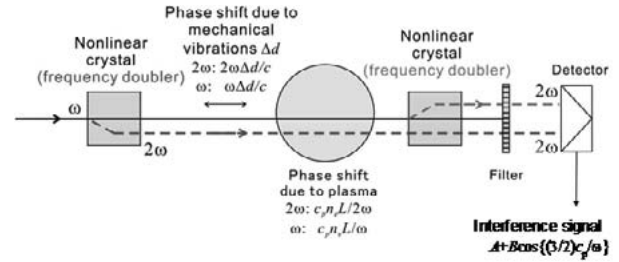 Phase shift due to
mechanical
vibrations Δd
2ω: 2ωΔd/c
ω: ωΔd/c
Nonlinear
crystal
(frequency doubler)
Nonlinear
crystal
(frequency doubler)
Detector
ω
2ω
2ω
2ω
Filter
Phase shift
due to plasma
2ω: cₚnₑL/2ω
ω: cₚnₑL/ω
Interference signal
A+Bcos{(3/2)cₚ/ω}